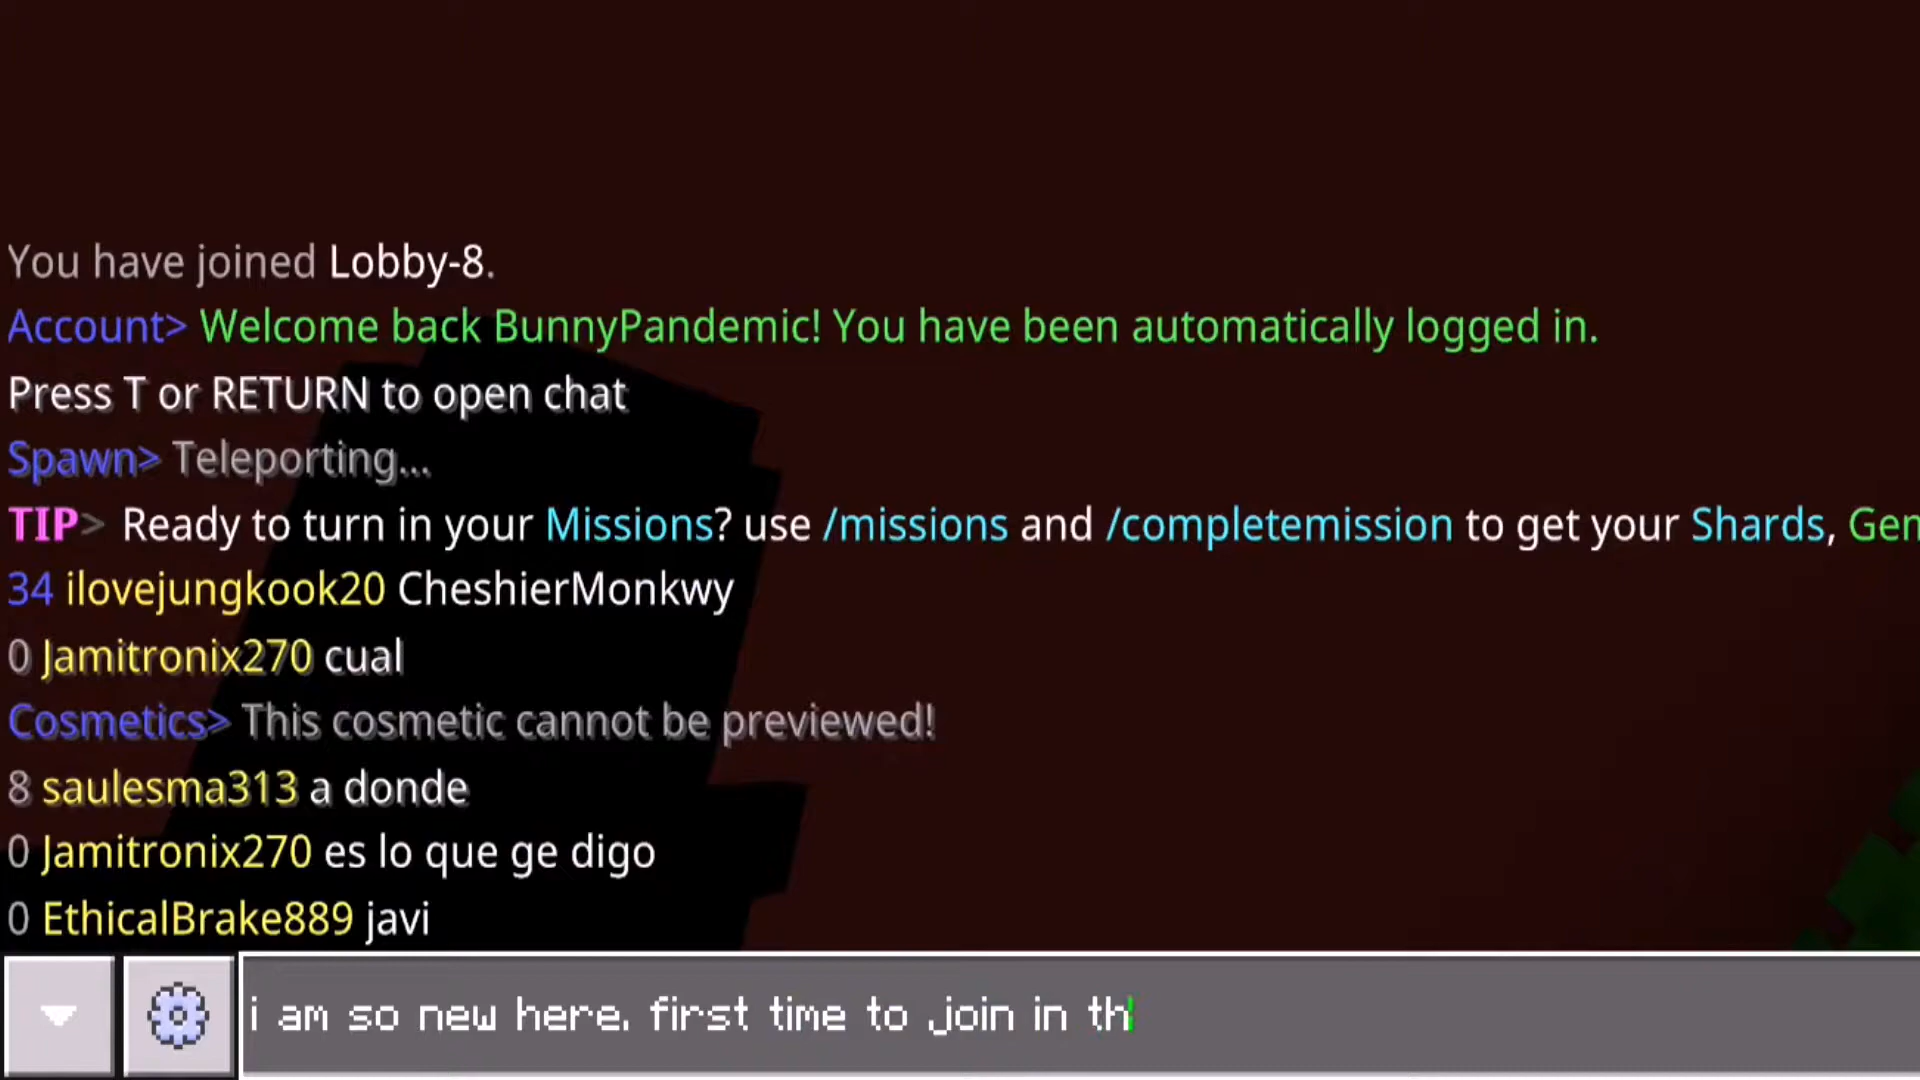 You have joined Lobby-8.
Account> Welcome back BunnyPandemic! You have been automatically logged in.
Press T or RETURN to open chat
Spawn> Teleporting...
TIP> Ready to turn in your Missions? use /missions and /completemission to get your Shards, Gem
34 ilovejungkook20 CheshierMonkwy
0 Jamitronix270 cual
Cosmetics> This cosmetic cannot be previewed!
8 saulesma313 a donde
0 Jamitronix270 es lo que ge digo
0 EthicalBrake889 javi
i am so new here. first time to join in th